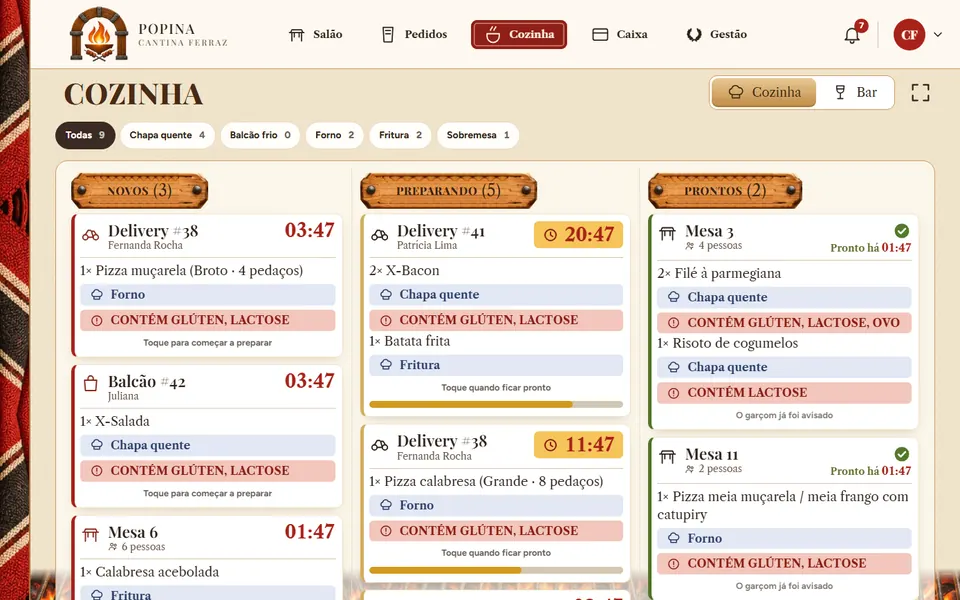 POPINA
CANTINA FERRAZ
Salão
Pedidos
Cozinha
Caixa
Gestão
7
CF
COZINHA
Cozinha
Bar
Todas 9
Chapa quente 4
Balcão frio 0
Forno 2
Fritura 2
Sobremesa 1
NOVOS (3)
Delivery #38
03:47
Fernanda Rocha
1× Pizza muçarela (Broto · 4 pedaços)
Forno
CONTÉM GLÚTEN, LACTOSE
Toque para começar a preparar
Balcão #42
03:47
Juliana
1× X-Salada
Chapa quente
CONTÉM GLÚTEN, LACTOSE
Toque para começar a preparar
Mesa 6
01:47
6 pessoas
1× Calabresa acebolada
Fritura
PREPARANDO (5)
Delivery #41
20:47
Patrícia Lima
2× X-Bacon
Chapa quente
CONTÉM GLÚTEN, LACTOSE
1× Batata frita
Fritura
Toque quando ficar pronto
Delivery #38
11:47
Fernanda Rocha
1× Pizza calabresa (Grande · 8 pedaços)
Forno
CONTÉM GLÚTEN, LACTOSE
Toque quando ficar pronto
PRONTOS (2)
Mesa 3
4 pessoas
Pronto há 01:47
2× Filé à parmegiana
Chapa quente
CONTÉM GLÚTEN, LACTOSE, OVO
1× Risoto de cogumelos
Chapa quente
CONTÉM LACTOSE
O garçom já foi avisado
Mesa 11
2 pessoas
Pronto há 01:47
1× Pizza meia muçarela / meia frango com
catupiry
Forno
CONTÉM GLÚTEN, LACTOSE
O garçom já foi avisado